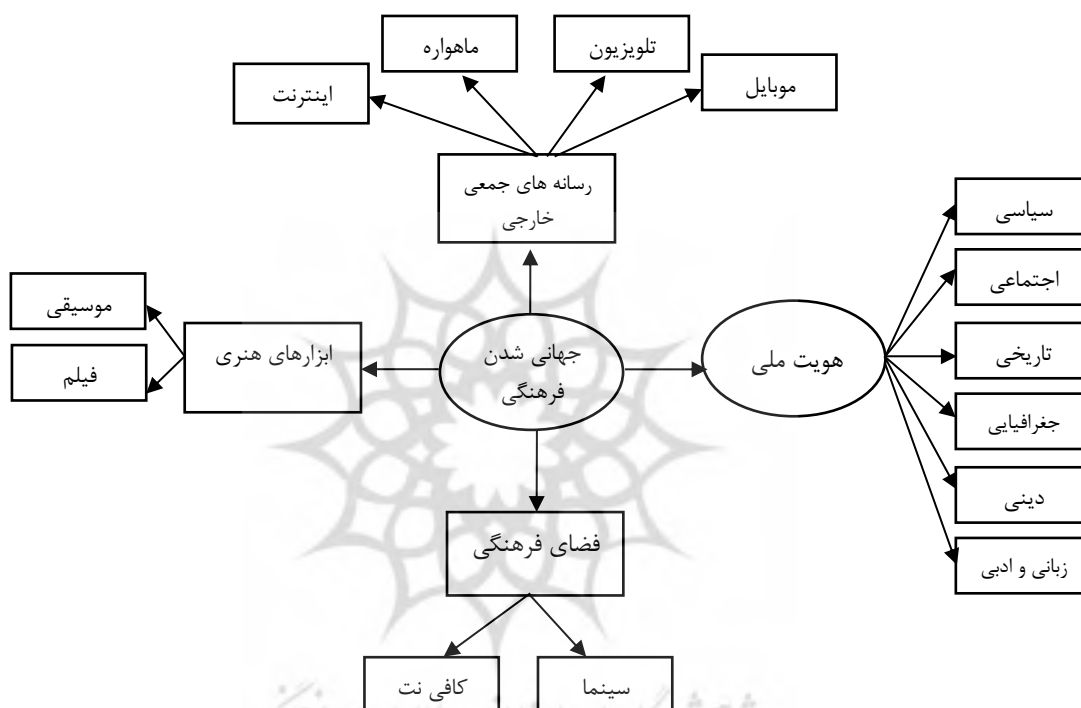 تلویزیون
ماهواره
موبایل
اینترنت
رسانه های جمعی
خارجی
سیاسی
اجتماعی
تاریخی
جغرافیایی
دینی
زبانی و ادبی
هویت ملی
جهانی شدن
فرهنگی
ابزارهای هنری
موسیقی
فیلم
فضای فرهنگی
سینما
کافی نت